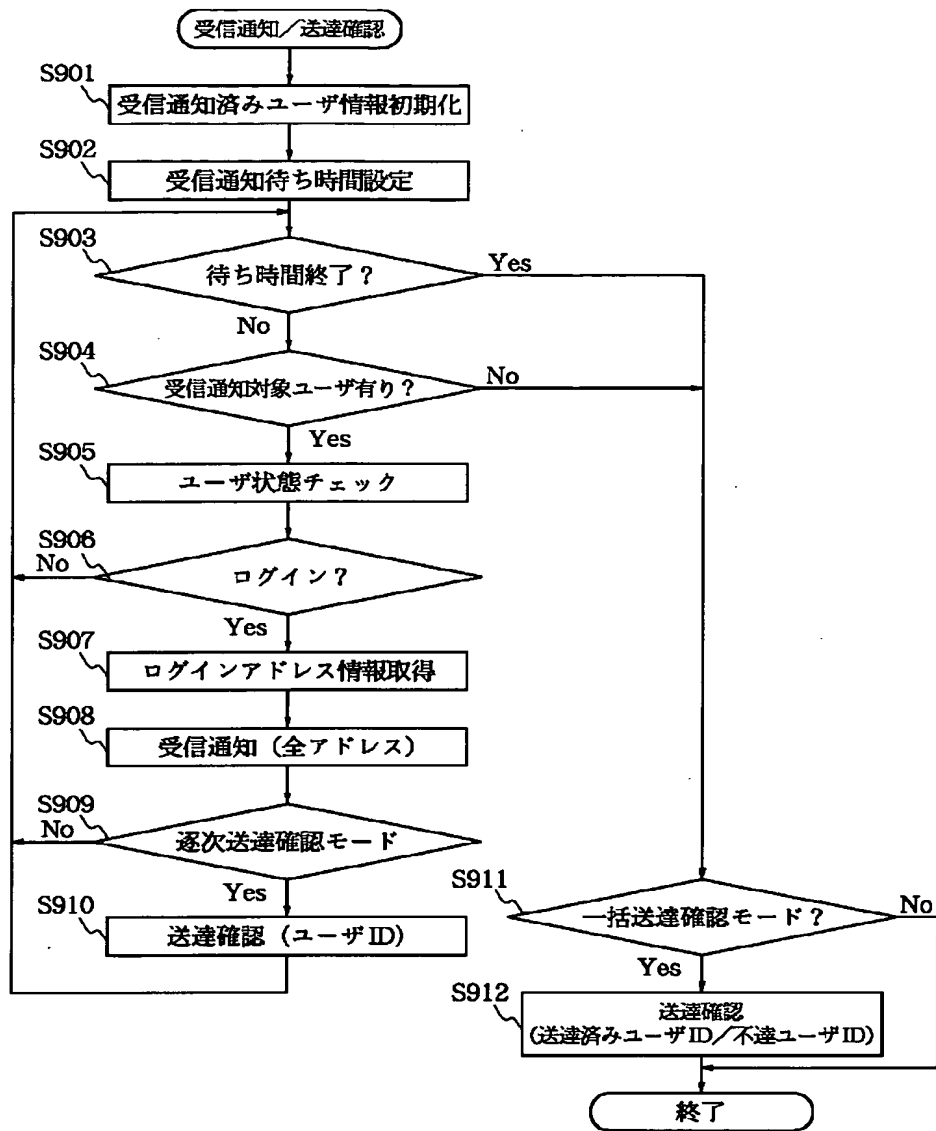 受信通知/送達確認
S901
受信通知済みユーザ情報初期化
S902
受信通知待ち時間設定
S903
待ち時間終了?
Yes
No
S904
受信通知対象ユーザ有り?
No
Yes
S905
ユーザ状態チェック
S906
No
ログイン?
Yes
S907
ログインアドレス情報取得
S908
受信通知(全アドレス)
S909
No
逐次送達確認モード
Yes
S910
送達確認(ユーザID)
S911
一括送達確認モード?
No
Yes
S912
送達確認
(送達済みユーザID/不達ユーザID)
終了